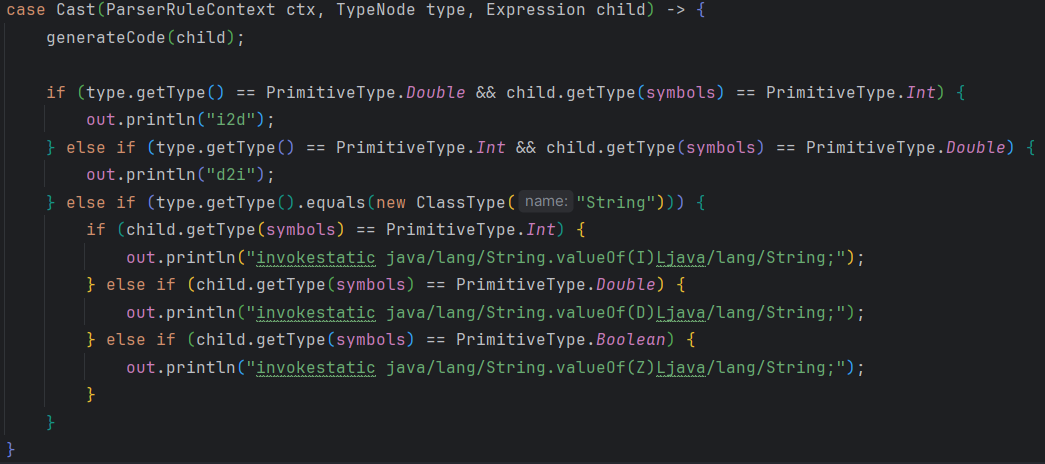 case Cast(ParserRuleContext ctx, TypeNode type, Expression child) -> {
    generateCode(child);

    if (type.getType() == PrimitiveType.Double && child.getType(symbols) == PrimitiveType.Int) {
        out.println("i2d");
    } else if (type.getType() == PrimitiveType.Int && child.getType(symbols) == PrimitiveType.Double) {
        out.println("d2i");
    } else if (type.getType().equals(new ClassType( name: "String"))) {
        if (child.getType(symbols) == PrimitiveType.Int) {
            out.println("invokestatic java/lang/String.valueOf(I)Ljava/lang/String;");
        } else if (child.getType(symbols) == PrimitiveType.Double) {
            out.println("invokestatic java/lang/String.valueOf(D)Ljava/lang/String;");
        } else if (child.getType(symbols) == PrimitiveType.Boolean) {
            out.println("invokestatic java/lang/String.valueOf(Z)Ljava/lang/String;");
        }
    }
}